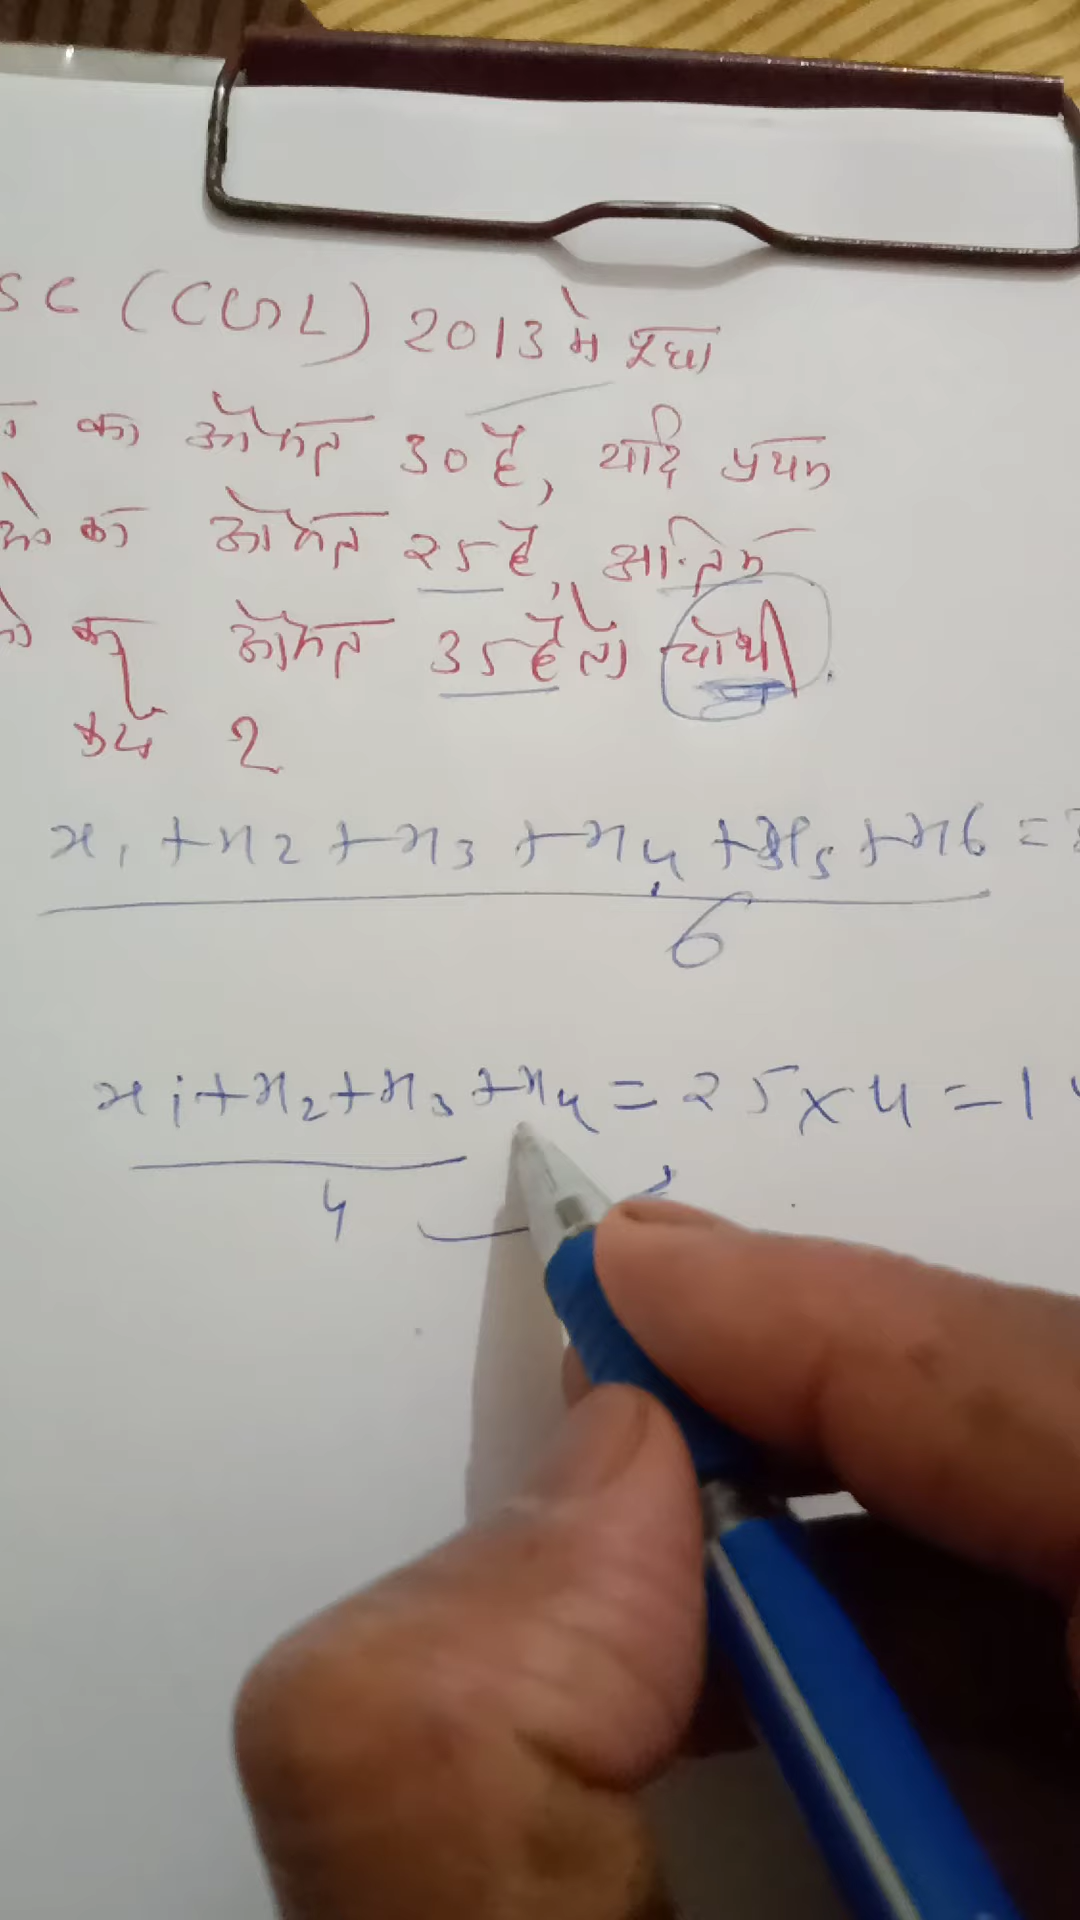 SC (CGL) 2013 मे पूछा
का औसत 30 है, यदि प्रथम
का औसत 25 है, अन्तिम
का औसत 35 है तो चौथी
x₁ + x₂ + x₃ + x₄ + x₅ + x6 =
6
x₁ + x₂ + x₃ + x₄ = 25 × 4 = 1
4